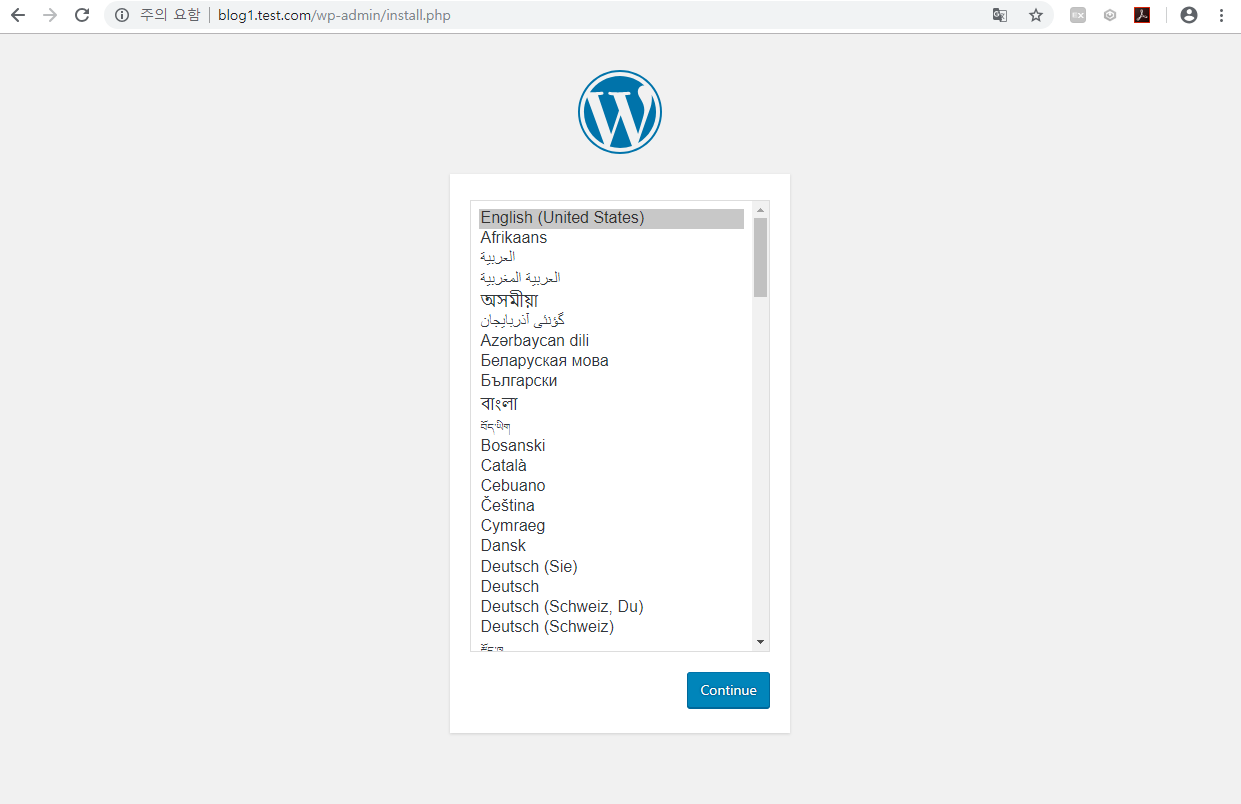 주의 요함 blog1.test.com/wp-admin/install.php
English (United States)
Afrikaans
العربية
العربية المغربية
অসমীয়া
گؤنئی آذربایجان
Azərbaycan dili
Беларуская мова
Български
বাংলা
བོད་ཡིག
Bosanski
Català
Cebuano
Čeština
Cymraeg
Dansk
Deutsch (Sie)
Deutsch
Deutsch (Schweiz, Du)
Deutsch (Schweiz)
Continue